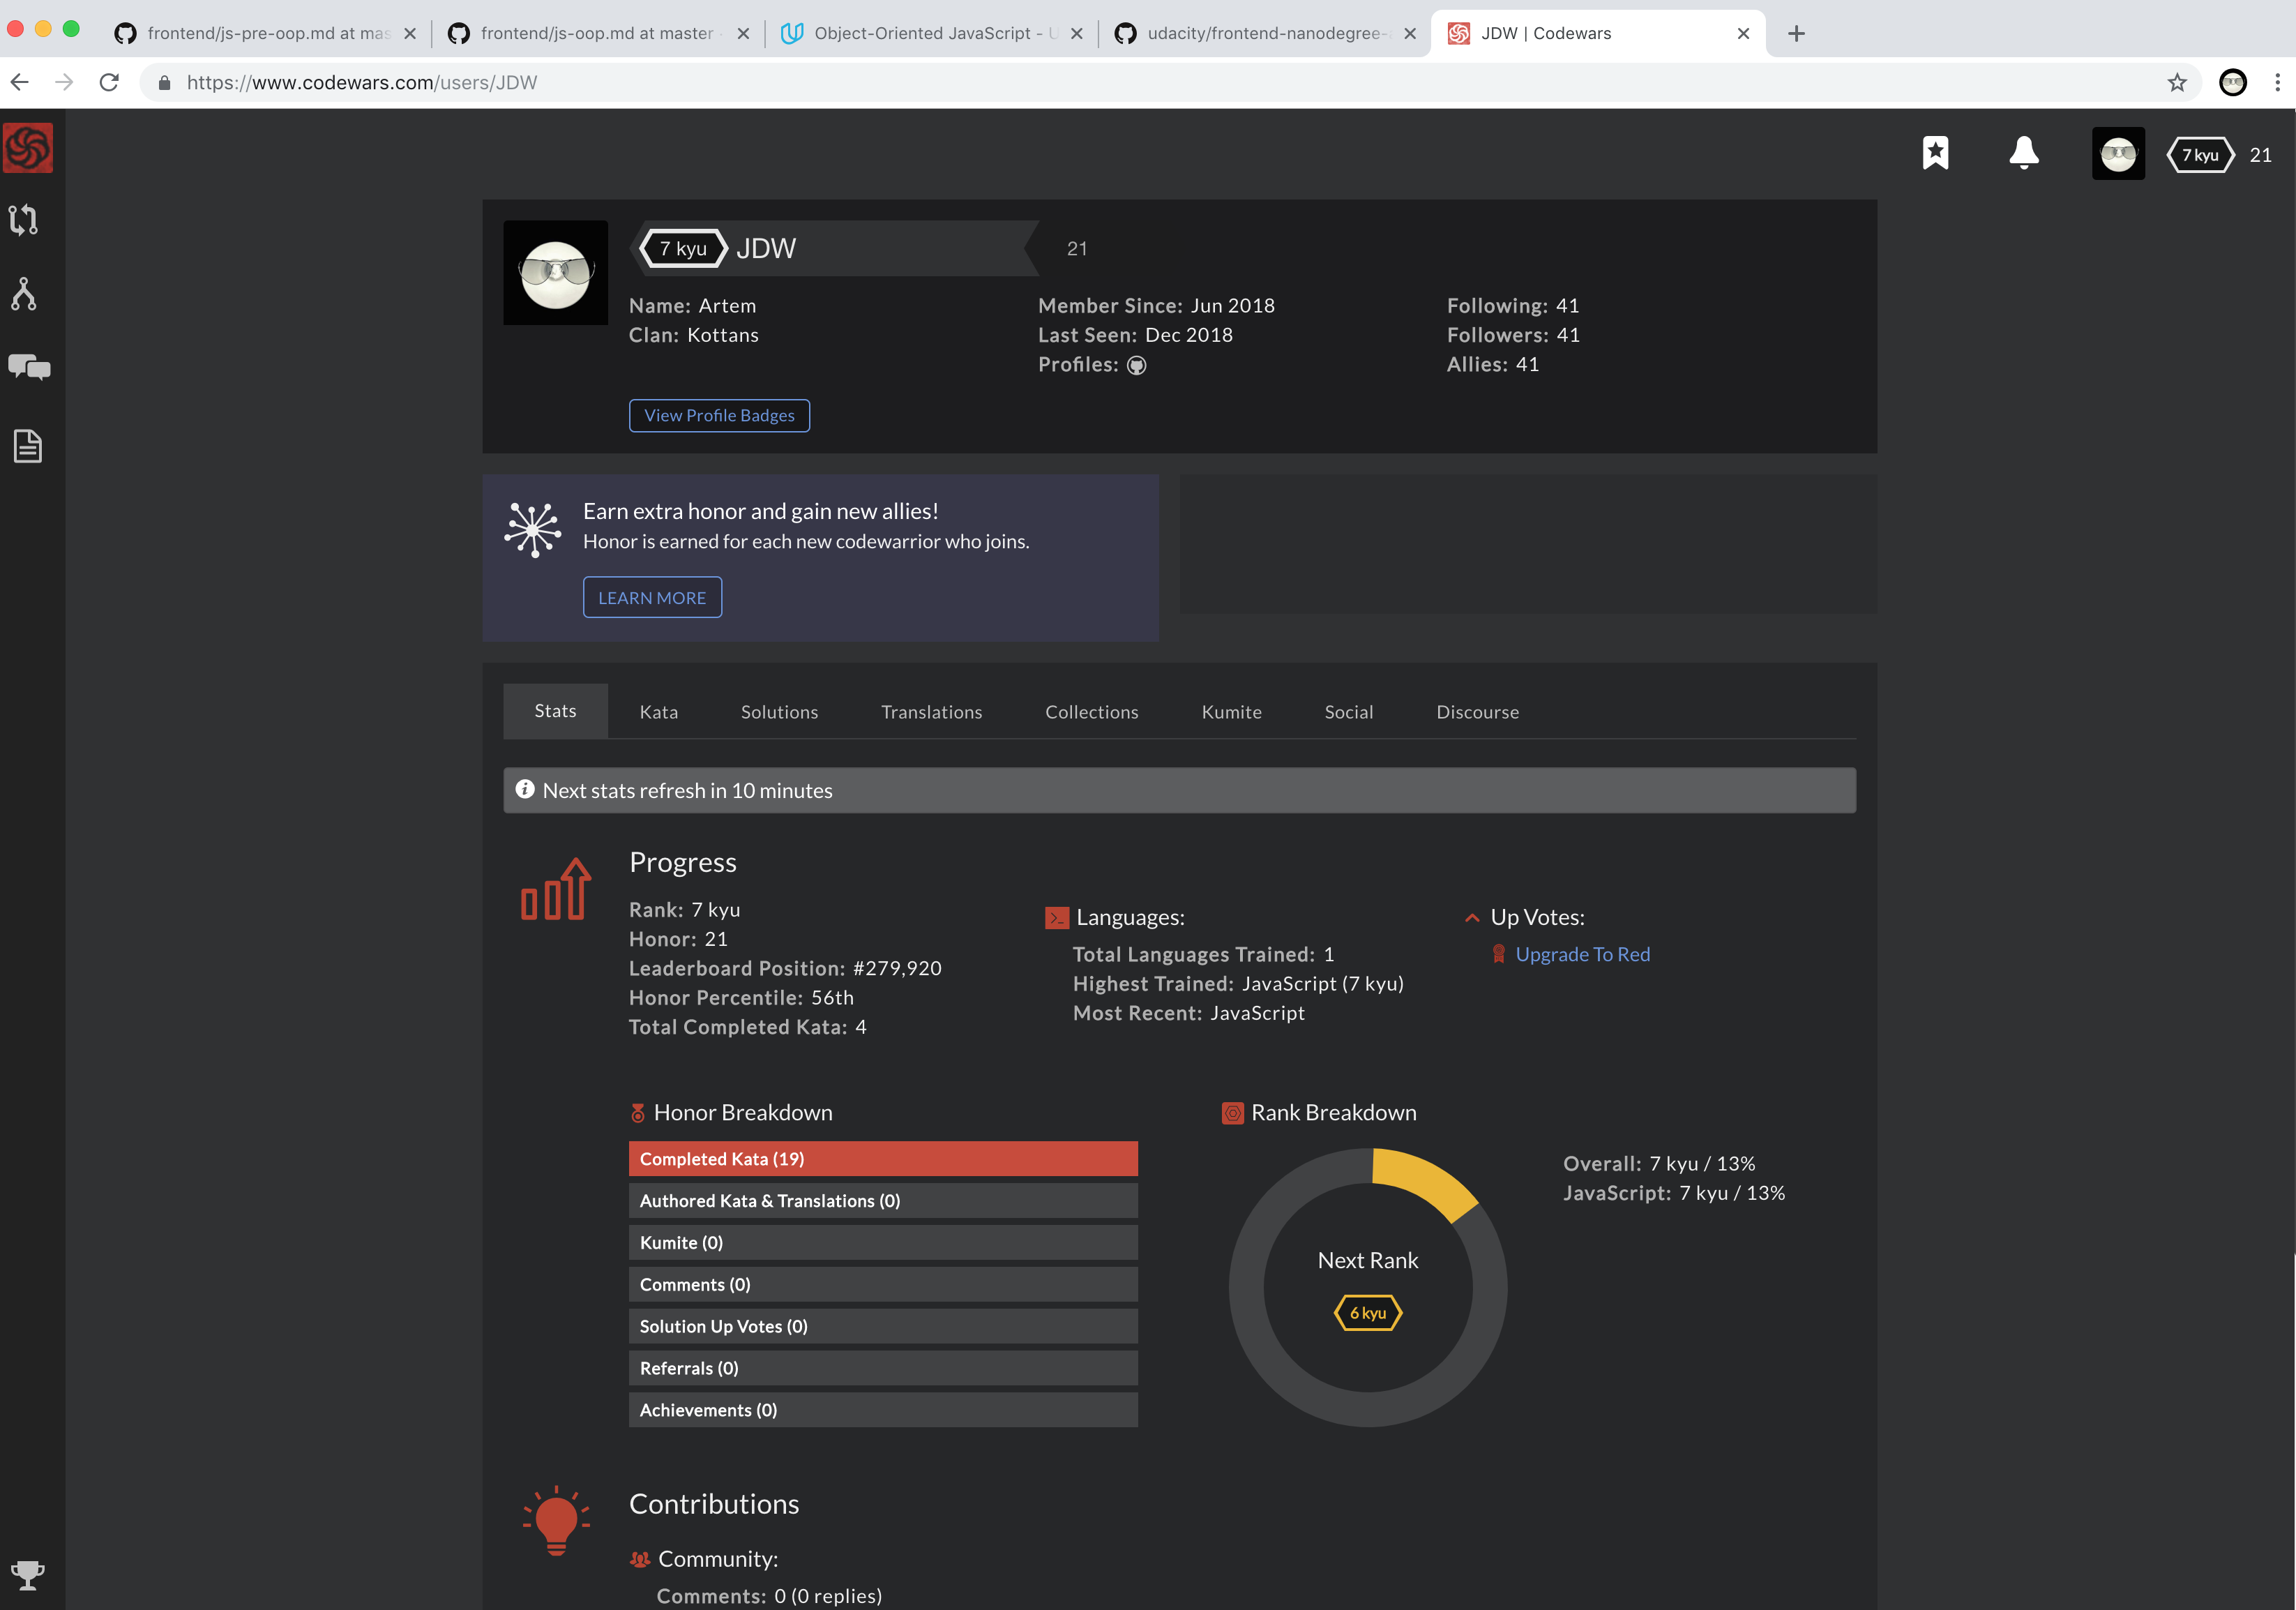 frontend/js-pre-oop.md at mas
frontend/js-oop.md at master
Object-Oriented JavaScript - U
udacity/frontend-nanodegree-
JDW | Codewars
https://www.codewars.com/users/JDW
7 kyu
21
7 kyu
JDW
21
Name: Artem
Member Since: Jun 2018
Following: 41
Clan: Kottans
Last Seen: Dec 2018
Followers: 41
Profiles:
Allies: 41
View Profile Badges
Earn extra honor and gain new allies!
Honor is earned for each new codewarrior who joins.
LEARN MORE
Stats
Kata
Solutions
Translations
Collections
Kumite
Social
Discourse
Next stats refresh in 10 minutes
Progress
Rank: 7 kyu
Honor: 21
Leaderboard Position: #279,920
Honor Percentile: 56th
Total Completed Kata: 4
Languages:
Total Languages Trained: 1
Highest Trained: JavaScript (7 kyu)
Most Recent: JavaScript
Up Votes:
Upgrade To Red
Honor Breakdown
Completed Kata (19)
Authored Kata & Translations (0)
Kumite (0)
Comments (0)
Solution Up Votes (0)
Referrals (0)
Achievements (0)
Rank Breakdown
Next Rank
6 kyu
Overall: 7 kyu / 13%
JavaScript: 7 kyu / 13%
Contributions
Community:
Comments: 0 (0 replies)